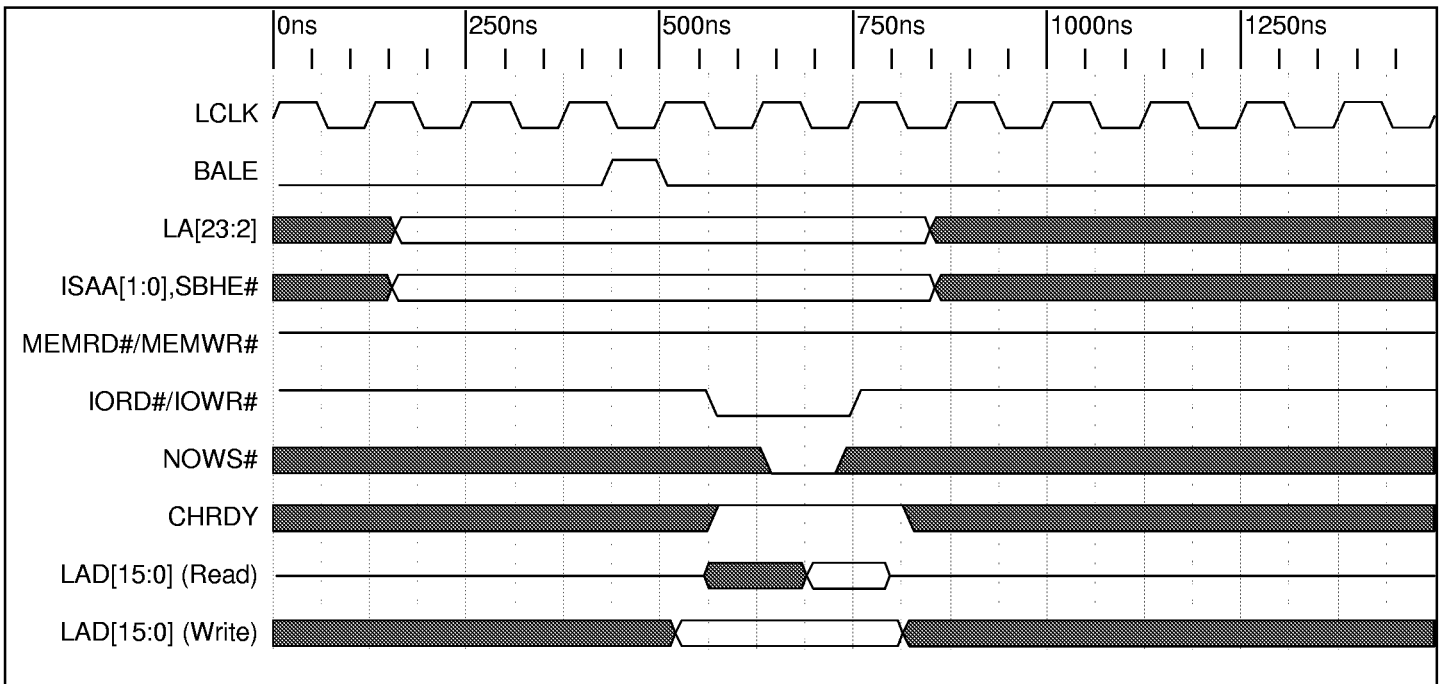 0ns 250ns 500ns 750ns 1000ns 1250ns
LCLK
BALE
LA[23:2]
ISAA[1:0],SBHE#
MEMRD#/MEMWR#
IORD#/IOWR#
NOWS#
CHRDY
LAD[15:0] (Read)
LAD[15:0] (Write)